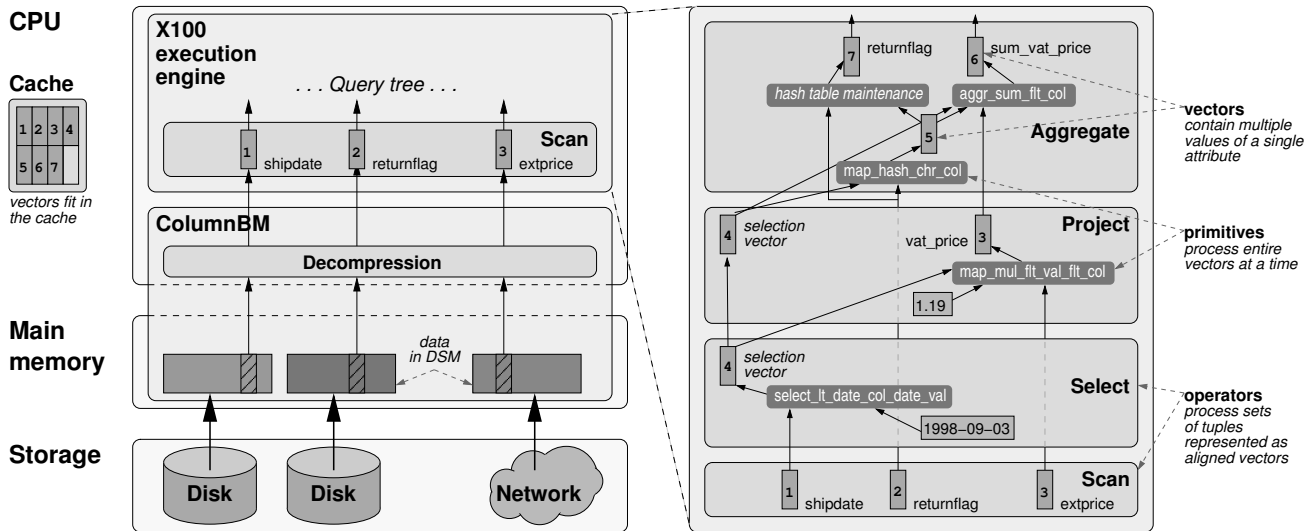 CPU
Cache
1 2 3 4
5 6 7
vectors fit in
the cache
X100
execution
engine
. . . Query tree . . .
Scan
1
shipdate
2
returnflag
3
extprice
ColumnBM
Decompression
Main
memory
data
in DSM
Storage
Disk
Disk
Network
7
returnflag
6
sum_vat_price
hash table maintenance
aggr_sum_flt_col
5
Aggregate
map_hash_chr_col
4
selection
vector
vat_price
3
Project
map_mul_flt_val_flt_col
1.19
4
selection
vector
select_lt_date_col_date_val
Select
1998-09-03
1
shipdate
2
returnflag
3
extprice
Scan
vectors
contain multiple
values of a single
attribute
primitives
process entire
vectors at a time
operators
process sets
of tuples
represented as
aligned vectors